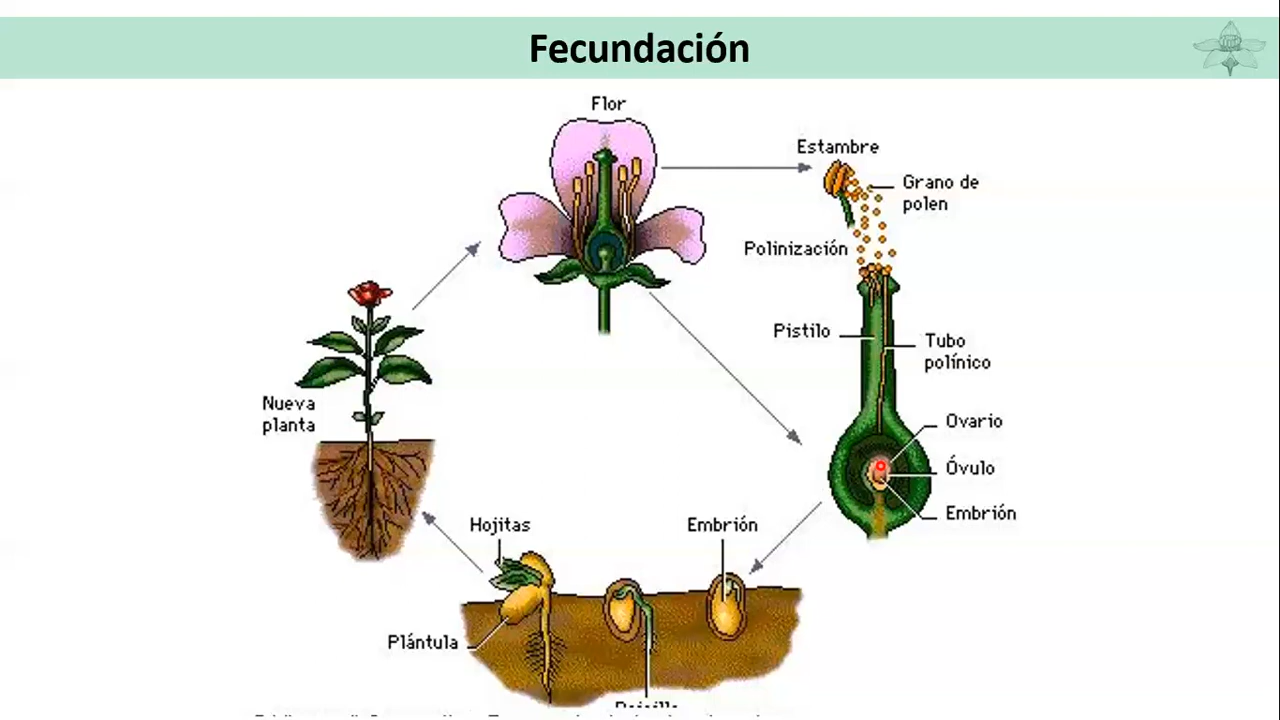 Fecundación
Flor
Estambre
Grano de
polen
Polinización
Pistilo
Tubo
polínico
Ovario
Óvulo
Embrión
Nueva
planta
Hojitas
Embrión
Plántula